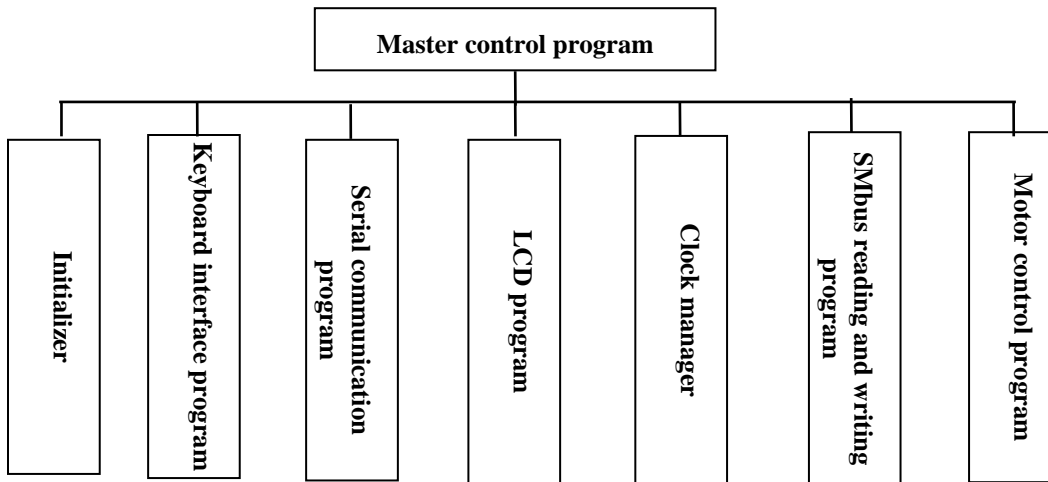 Master control program
Initializer
Keyboard interface program
Serial communication
program
LCD program
Clock manager
SMbus reading and writing
program
Motor control program